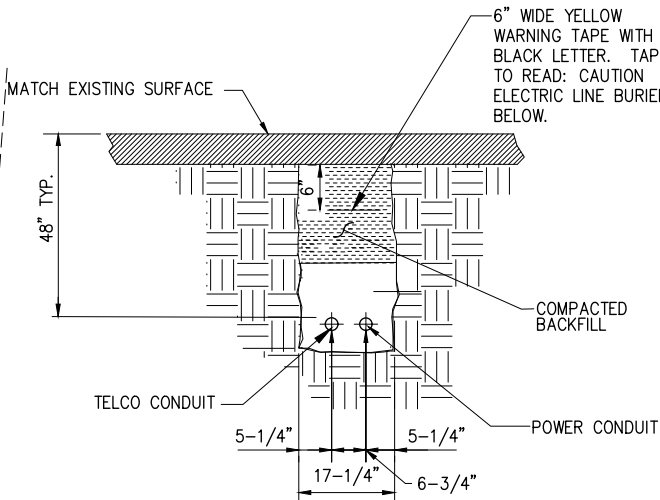 6" WIDE YELLOW
WARNING TAPE WITH
BLACK LETTER. TAP
TO READ: CAUTION
ELECTRIC LINE BURIE
BELOW.
MATCH EXISTING SURFACE
6"
48" TYP.
COMPACTED
BACKFILL
TELCO CONDUIT
POWER CONDUIT
5-1/4"
5-1/4"
17-1/4"
6-3/4"